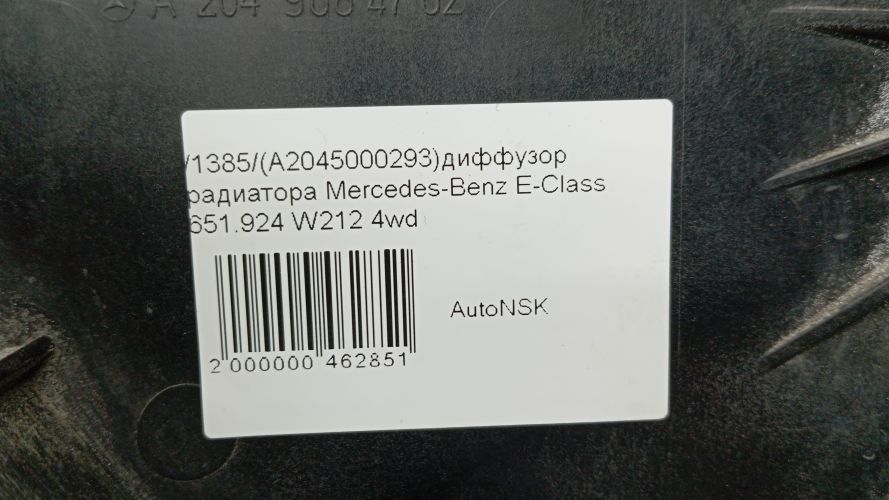 A 204 906 47 02
/1385/(A2045000293)диффузор
радиатора Mercedes-Benz E-Class
651.924 W212 4wd
AutoNSK
2 000000 462851